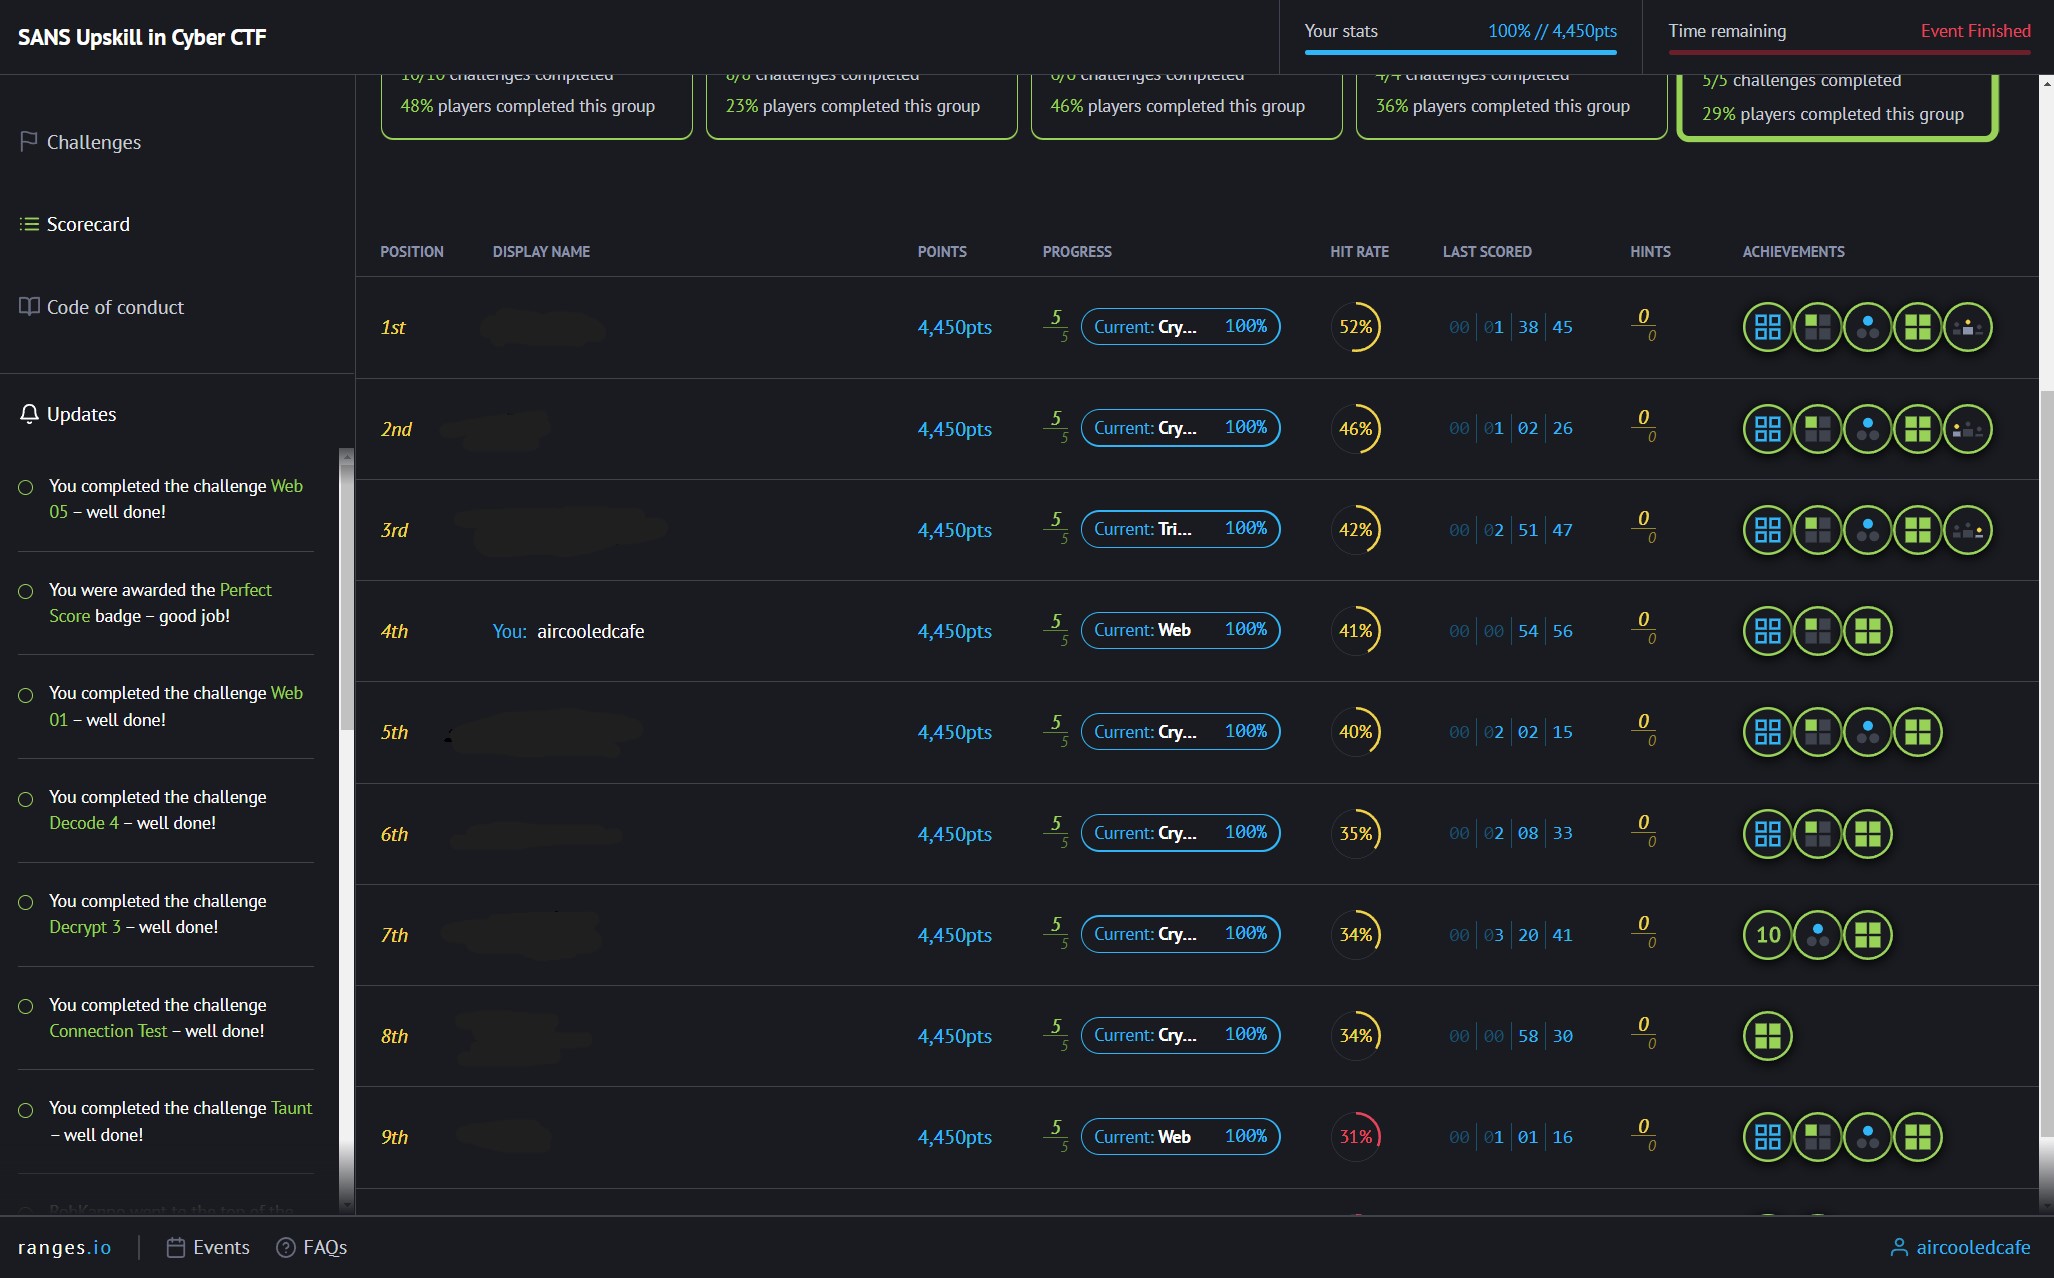 SANS Upskill in Cyber CTF
Your stats 100% // 4,450pts
Time remaining Event Finished
Challenges
Scorecard
Code of conduct
Updates
You completed the challenge Web
05 – well done!
You were awarded the Perfect
Score badge – good job!
You completed the challenge Web
01 – well done!
You completed the challenge
Decode 4 – well done!
You completed the challenge
Decrypt 3 – well done!
You completed the challenge
Connection Test – well done!
You completed the challenge Taunt
– well done!
went to the top of the
10/10 challenges completed
48% players completed this group
8/8 challenges completed
23% players completed this group
6/6 challenges completed
46% players completed this group
4/4 challenges completed
36% players completed this group
5/5 challenges completed
29% players completed this group
POSITION DISPLAY NAME POINTS PROGRESS HIT RATE LAST SCORED HINTS ACHIEVEMENTS
1st 4,450pts 5/5 Current: Cry... 100% 52% 00 01 38 45 0/0
2nd 4,450pts 5/5 Current: Cry... 100% 46% 00 01 02 26 0/0
3rd 4,450pts 5/5 Current: Tri... 100% 42% 00 02 51 47 0/0
4th You: aircooledcafe 4,450pts 5/5 Current: Web 100% 41% 00 00 54 56 0/0
5th 4,450pts 5/5 Current: Cry... 100% 40% 00 02 02 15 0/0
6th 4,450pts 5/5 Current: Cry... 100% 35% 00 02 08 33 0/0
7th 4,450pts 5/5 Current: Cry... 100% 34% 00 03 20 41 0/0 10
8th 4,450pts 5/5 Current: Cry... 100% 34% 00 00 58 30 0/0
9th 4,450pts 5/5 Current: Web 100% 31% 00 01 01 16 0/0
ranges.io
Events
FAQs
aircooledcafe